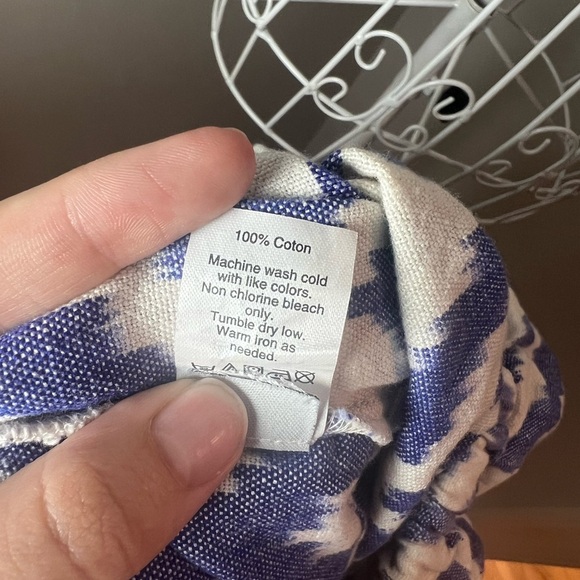 100% Coton
Machine wash cold
with like colors.
Non chlorine bleach
only.
Tumble dry low.
Warm iron as
needed.